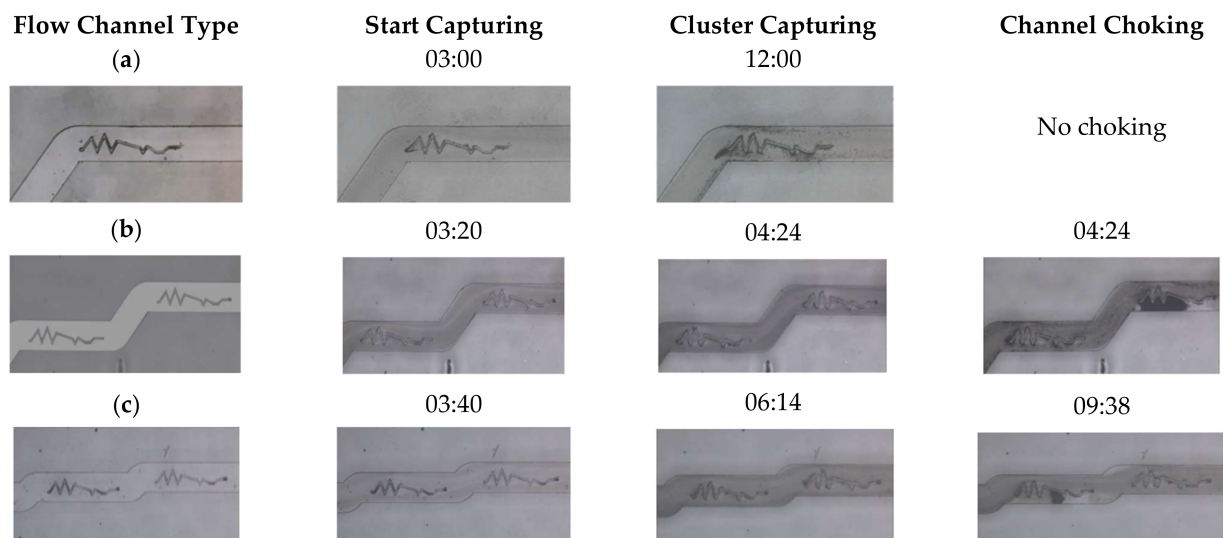 Flow Channel Type Start Capturing Cluster Capturing Channel Choking
(a) 03:00 12:00
No choking
(b) 03:20 04:24 04:24
(c) 03:40 06:14 09:38